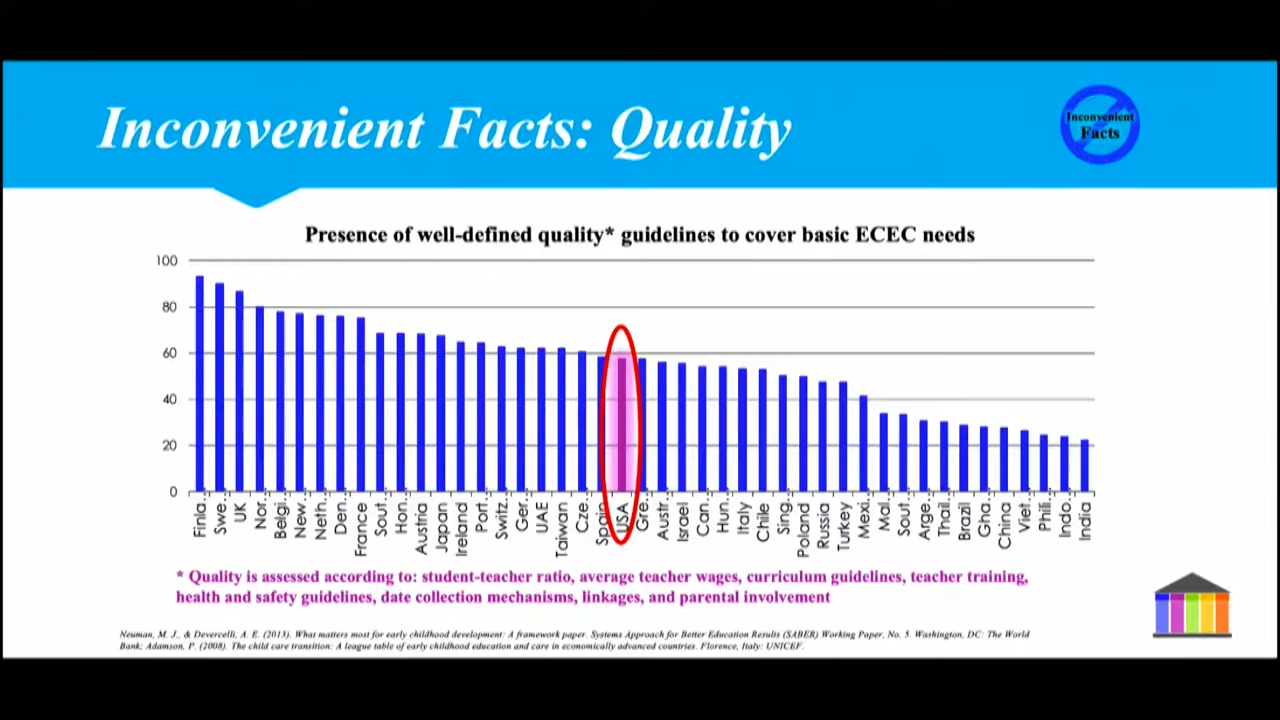 Inconvenient Facts: Quality
Inconvenient
Facts
Presence of well-defined quality* guidelines to cover basic ECEC needs
100
80
60
40
20
0
Finla..
Swe..
UK
Nor..
Belgi..
New..
Neth..
Den..
France
Sout..
Hon..
Austria
Japan
Ireland
Port..
Switz..
Ger..
UAE
Taiwan
Cze..
Spain
USA
Gre..
Austr..
Israel
Can..
Hun..
Italy
Chile
Sing..
Poland
Russia
Turkey
Mexi..
Mal..
Sout..
Arge..
Thail..
Brazil
Gha..
China
Viet..
Phili..
Indo..
India
* Quality is assessed according to: student-teacher ratio, average teacher wages, curriculum guidelines, teacher training,
health and safety guidelines, date collection mechanisms, linkages, and parental involvement
Neuman, M. J., & Devercelli, A. E. (2013). What matters most for early childhood development: A framework paper. Systems Approach for Better Education Results (SABER) Working Paper, No. 5. Washington, DC: The World
Bank; Adamson, P. (2008). The child care transition: A league table of early childhood education and care in economically advanced countries. Florence, Italy: UNICEF.